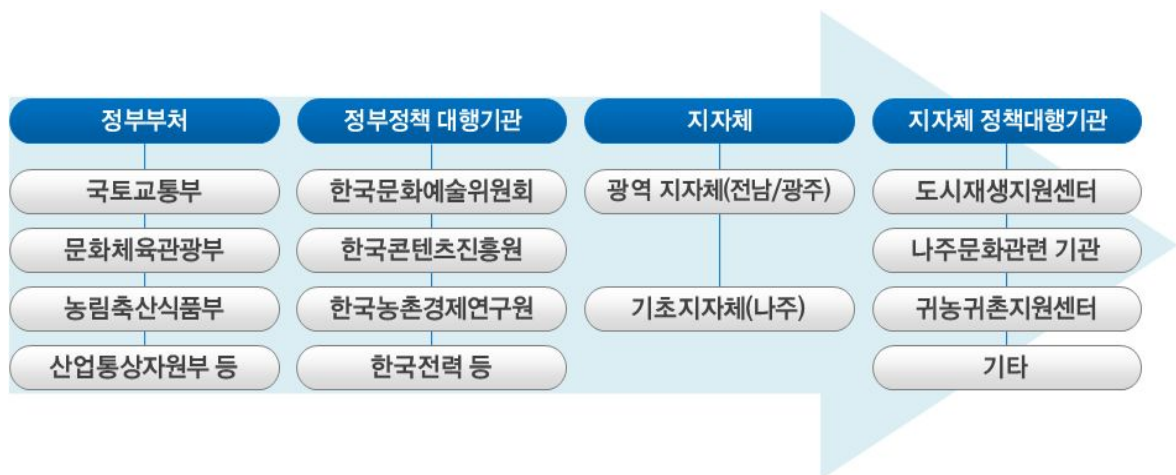 정부부처
국토교통부
문화체육관광부
농림축산식품부
산업통상자원부 등
정부정책 대행기관
한국문화예술위원회
한국콘텐츠진흥원
한국농촌경제연구원
한국전력 등
지자체
광역 지자체(전남/광주)
기초지자체(나주)
지자체 정책대행기관
도시재생지원센터
나주문화관련 기관
귀농귀촌지원센터
기타